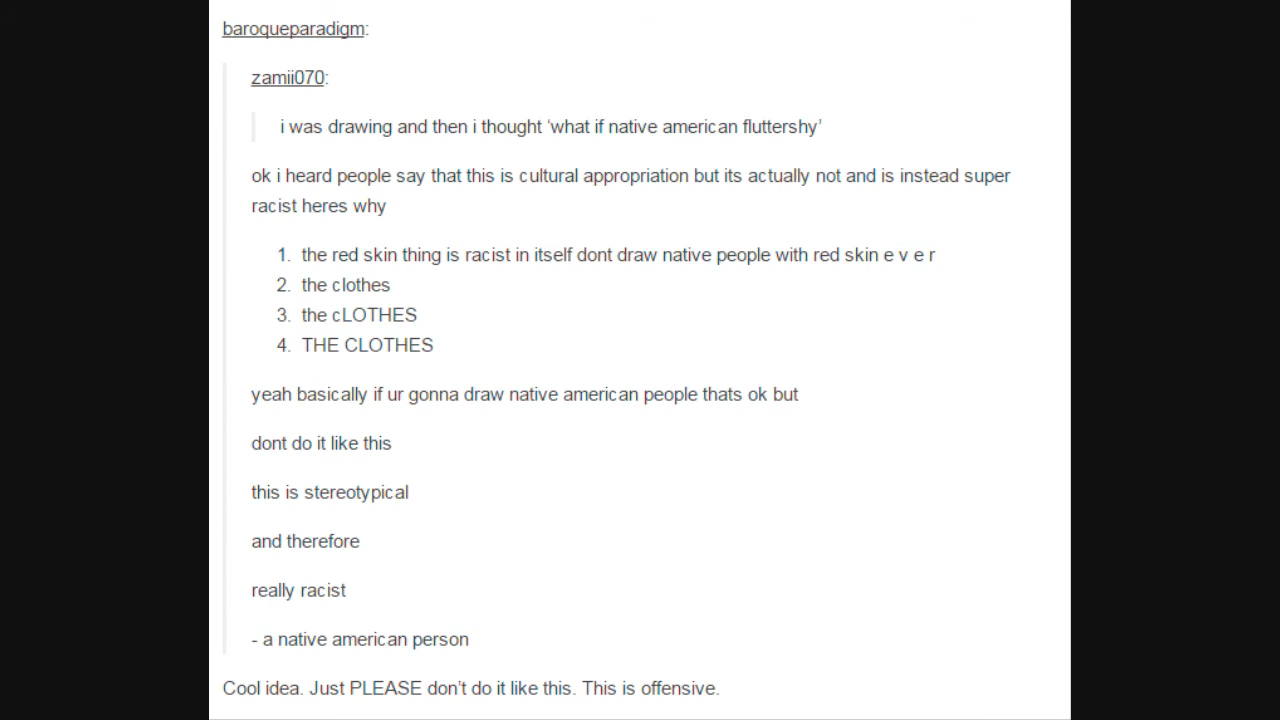 baroqueparadigm:
zamii070:
i was drawing and then i thought ‘what if native american fluttershy’
ok i heard people say that this is cultural appropriation but its actually not and is instead super
racist heres why
1. the red skin thing is racist in itself dont draw native people with red skin e v e r
2. the clothes
3. the cLOTHES
4. THE CLOTHES
yeah basically if ur gonna draw native american people thats ok but
dont do it like this
this is stereotypical
and therefore
really racist
- a native american person
Cool idea. Just PLEASE don’t do it like this. This is offensive.